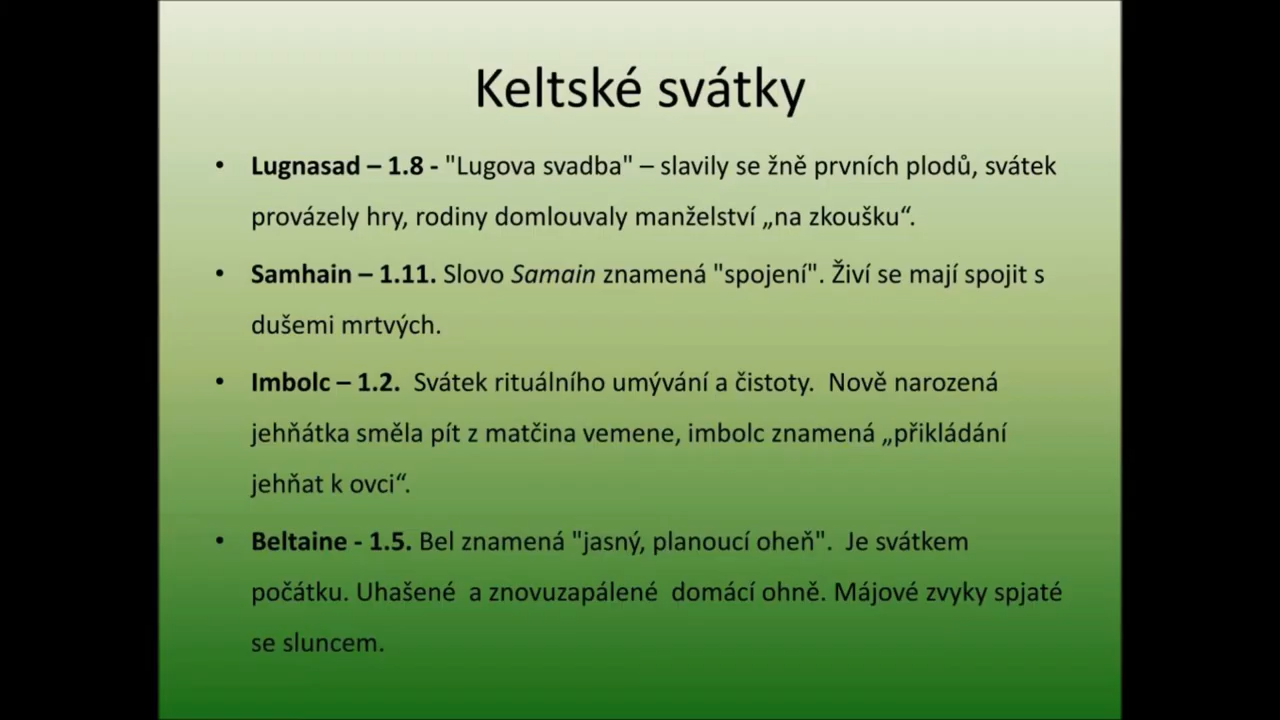 Keltské svátky
• Lugnasad – 1.8 - "Lugova svadba" – slavily se žně prvních plodů, svátek
provázely hry, rodiny domlouvaly manželství „na zkoušku“.
• Samhain – 1.11. Slovo Samain znamená "spojení". Živí se mají spojit s
dušemi mrtvých.
• Imbolc – 1.2.  Svátek rituálního umývání a čistoty.  Nově narozená
jehňátka směla pít z matčina vemene, imbolc znamená „přikládání
jehňat k ovci“.
• Beltaine - 1.5. Bel znamená "jasný, planoucí oheň".  Je svátkem
počátku. Uhašené  a znovuzapálené  domácí ohně. Májové zvyky spjaté
se sluncem.